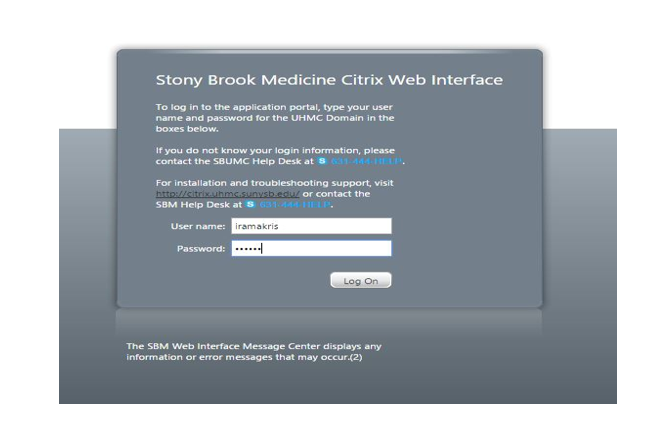 Stony Brook Medicine Citrix Web Interface
To log in to the application portal, type your user
name and password for the UHMC Domain in the
boxes below.
If you do not know your login information, please
contact the SBUMC Help Desk at 631-444-HELP.
For installation and troubleshooting support, visit
http://citrix.uhmc.sunysb.edu/ or contact the
SBM Help Desk at 631-444-HELP.
User name: iramakris
Password: ••••••
Log On
The SBM Web Interface Message Center displays any
information or error messages that may occur.(2)